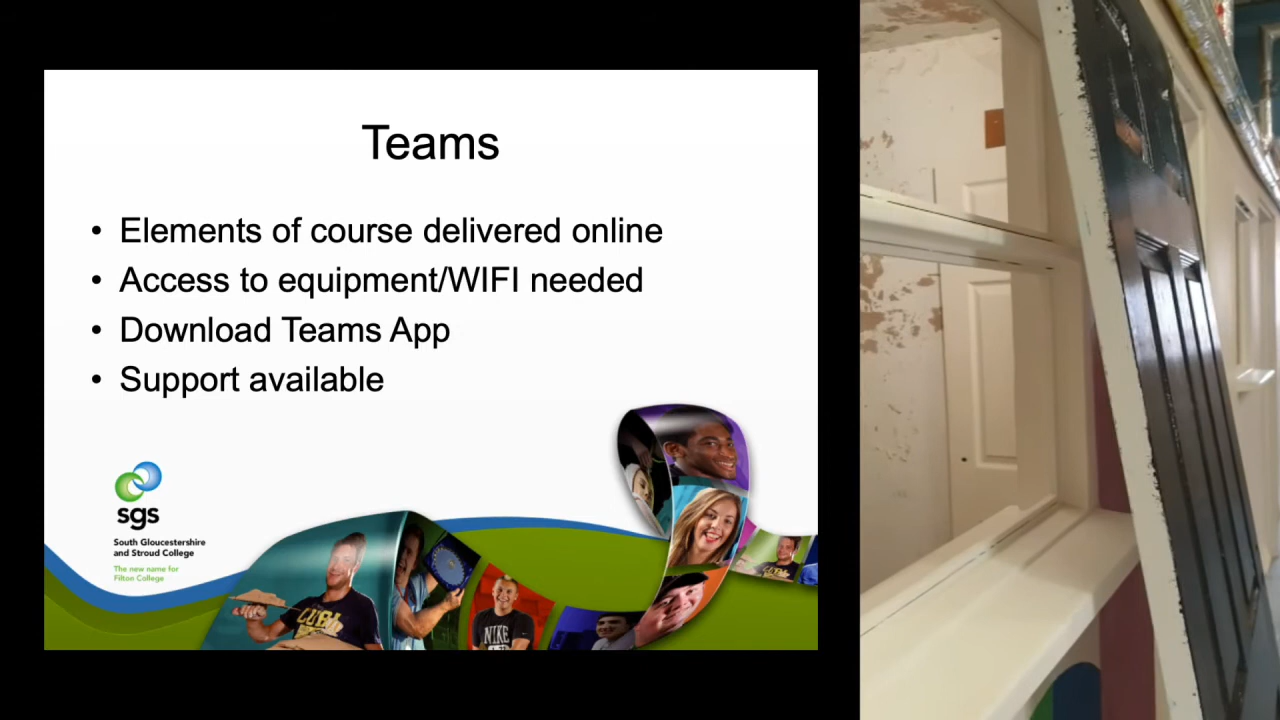 Teams
• Elements of course delivered online
• Access to equipment/WIFI needed
• Download Teams App
• Support available
sgs
South Gloucestershire
and Stroud College
The new name for
Filton College
NIKE